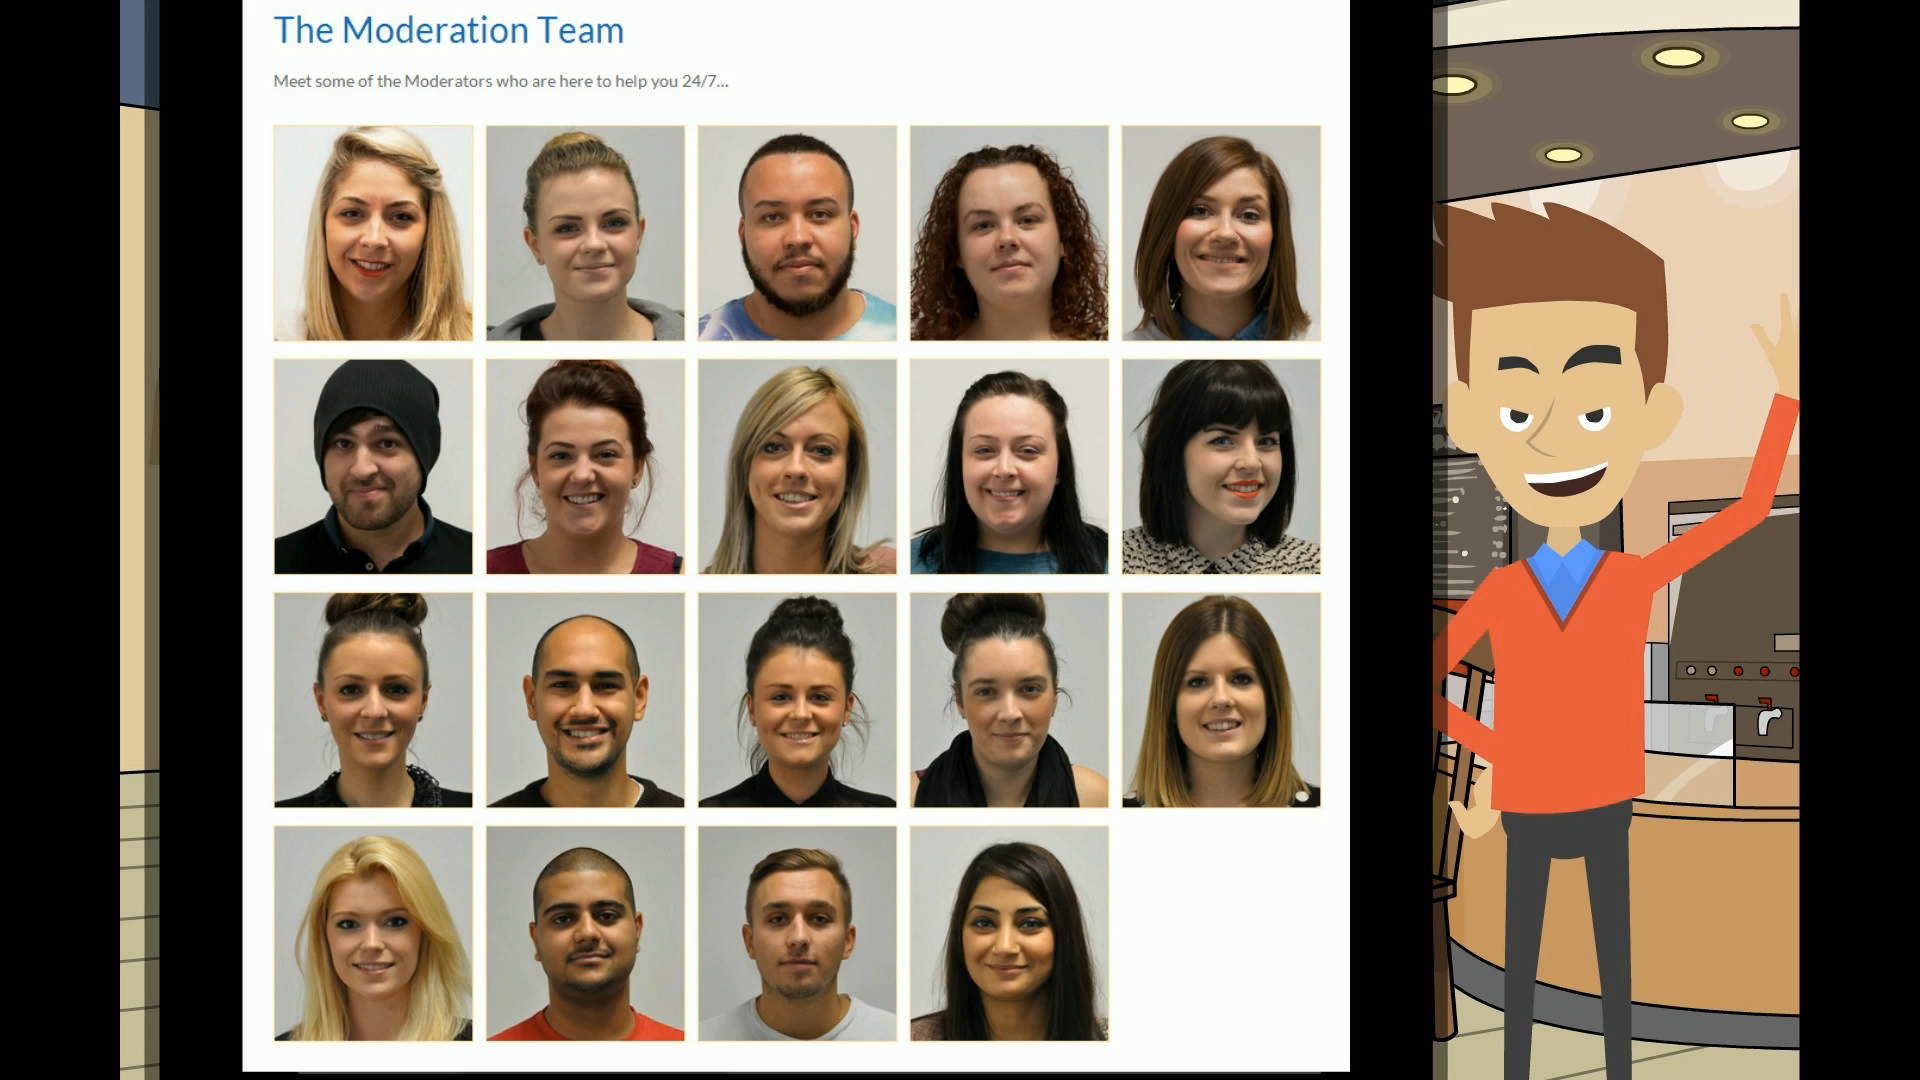 The Moderation Team
Meet some of the Moderators who are here to help you 24/7...